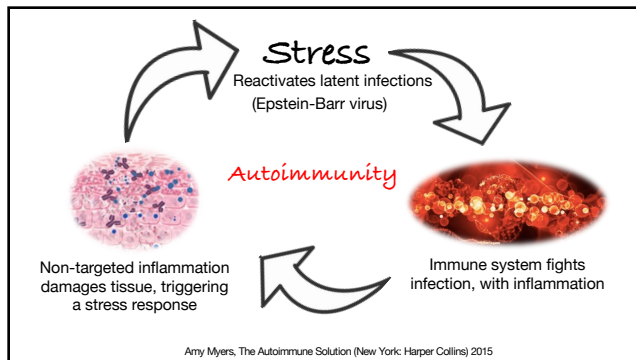 Stress
Reactivates latent infections
(Epstein-Barr virus)
Autoimmunity
Immune system fights
infection, with inflammation
Non-targeted inflammation
damages tissue, triggering
a stress response
Amy Myers, The Autoimmune Solution (New York: Harper Collins) 2015